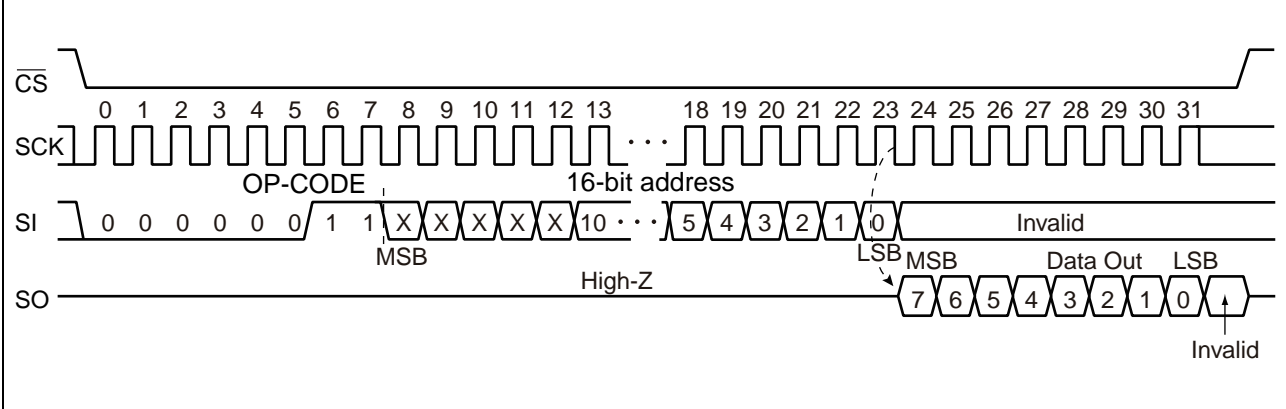 CS
0 1 2 3 4 5 6 7 8 9 10 11 12 13 18 19 20 21 22 23 24 25 26 27 28 29 30 31
SCK ···
OP-CODE 16-bit address
SI 0 0 0 0 0 0 1 1 X X X X X 10 ··· 5 4 3 2 1 0 Invalid
MSB LSB MSB Data Out LSB
High-Z
SO 7 6 5 4 3 2 1 0
Invalid